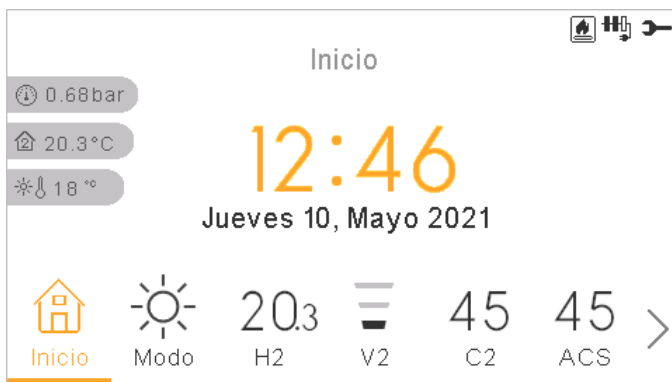 Inicio
0.68bar
2 20.3°C
18 °C
12:46
Jueves 10, Mayo 2021
20.3 45 45
Inicio Modo H2 V2 C2 ACS